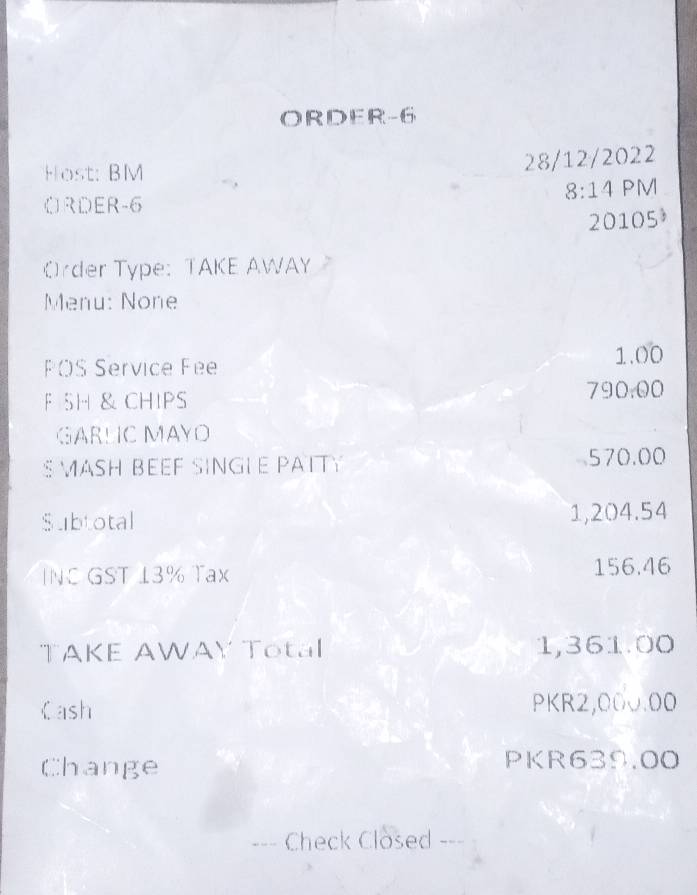 ORDER-6
Host: BM 28/12/2022
ORDER-6 8:14 PM
20105
Order Type: TAKE AWAY
Menu: None
POS Service Fee 1.00
FISH & CHIPS 790.00
GARLIC MAYO
SMASH BEEF SINGLE PATTY 570.00
Subtotal 1,204.54
INC GST 13% Tax 156.46
TAKE AWAY Total 1,361.00
Cash PKR2,000.00
Change PKR639.00
--- Check Closed ---